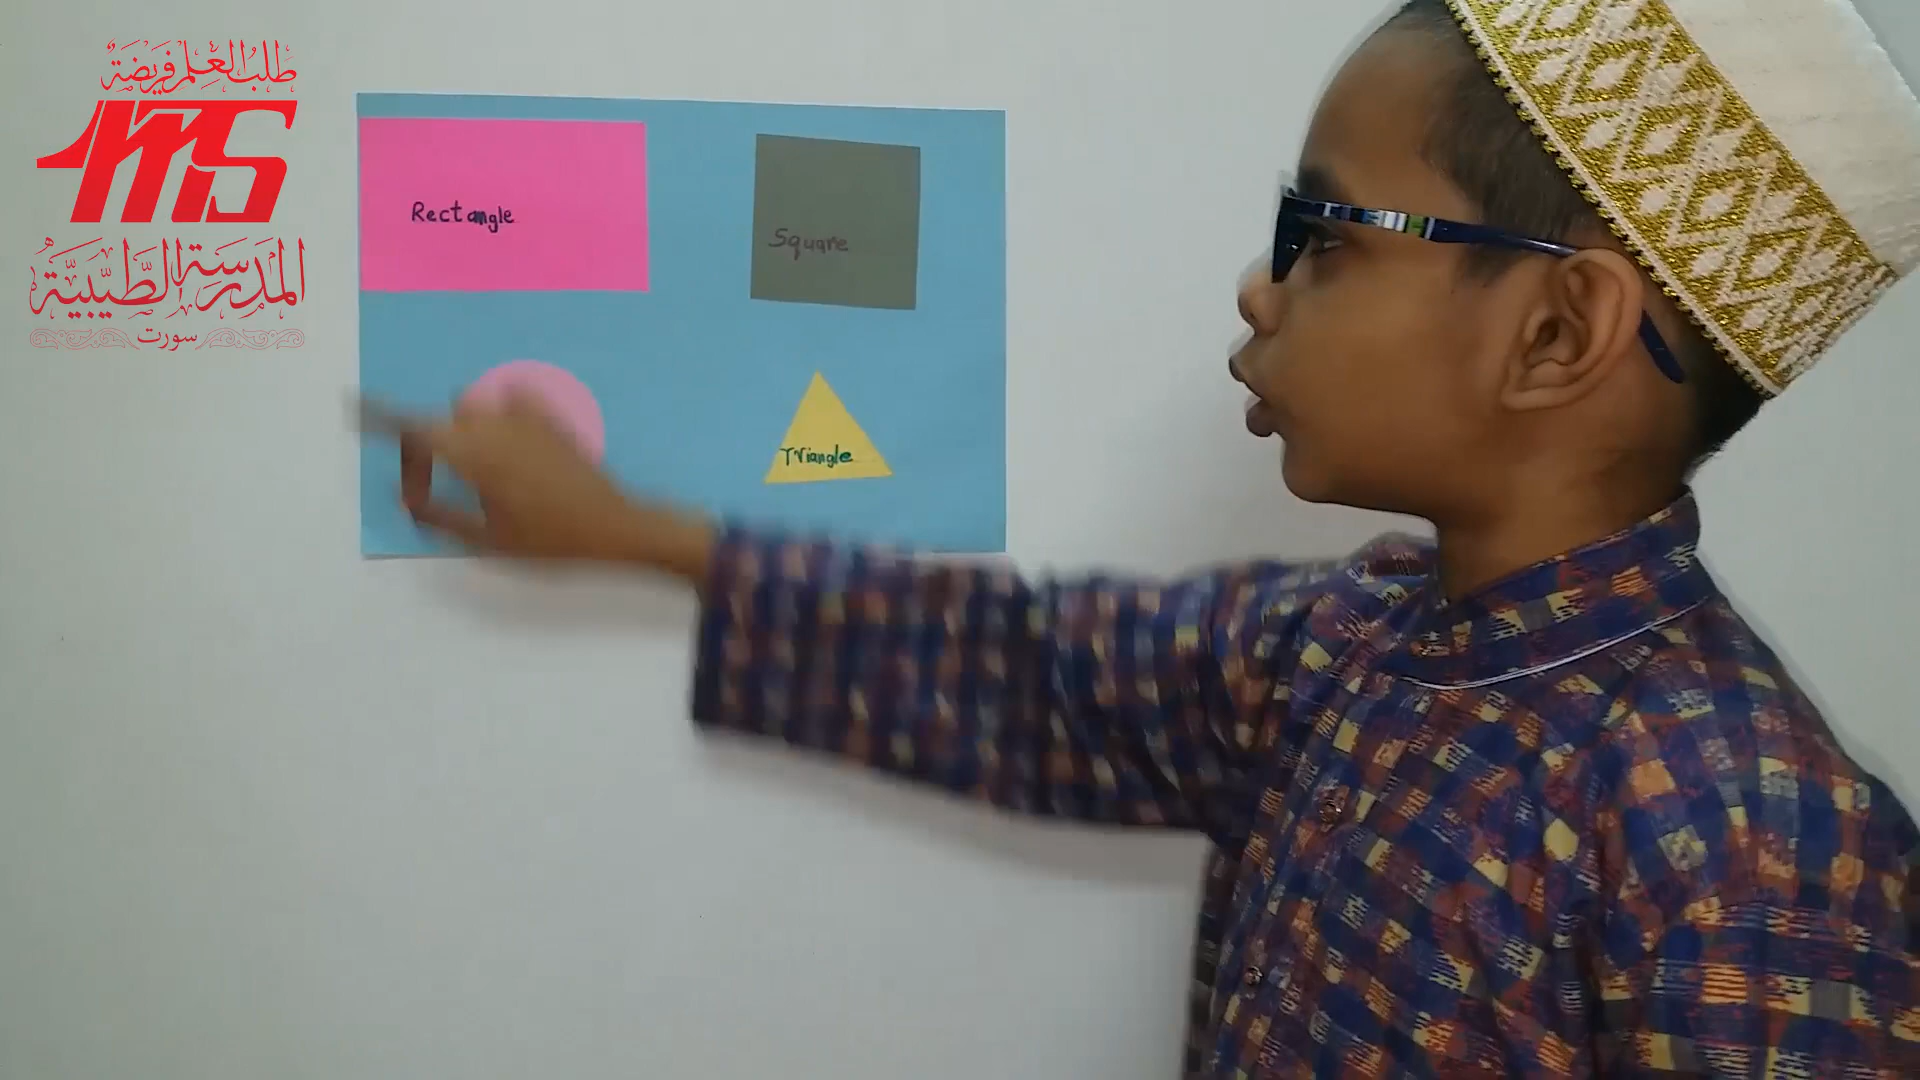 طلب العلم فريضة
MS
المدرسة الطيبية
سورت
Rectangle
Square
Triangle